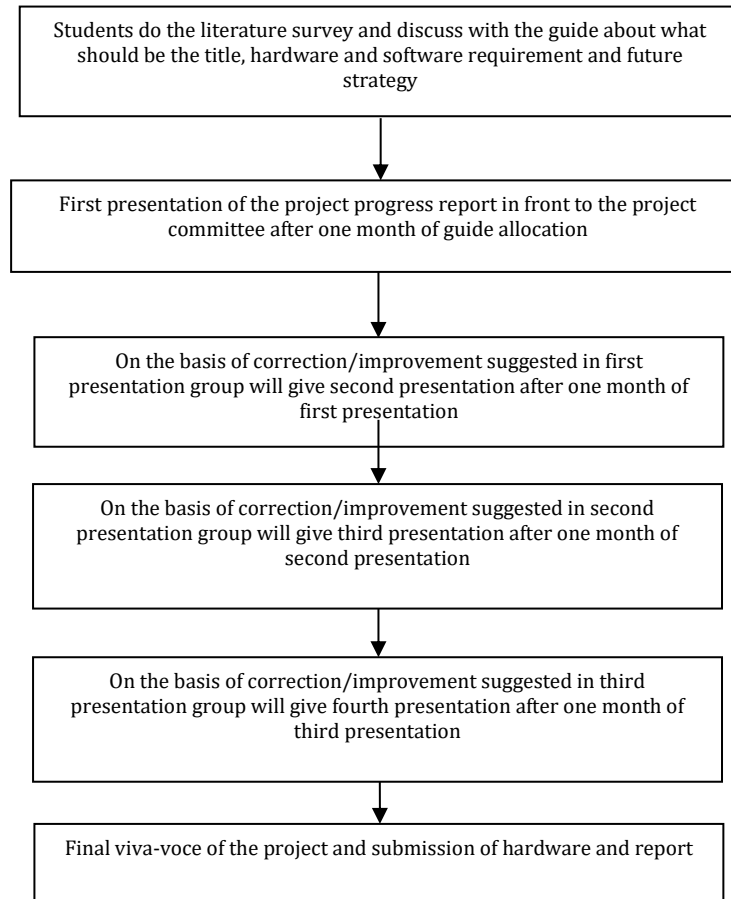 Students do the literature survey and discuss with the guide about what
should be the title, hardware and software requirement and future
strategy
First presentation of the project progress report in front to the project
committee after one month of guide allocation
On the basis of correction/improvement suggested in first
presentation group will give second presentation after one month of
first presentation
On the basis of correction/improvement suggested in second
presentation group will give third presentation after one month of
second presentation
On the basis of correction/improvement suggested in third
presentation group will give fourth presentation after one month of
third presentation
Final viva-voce of the project and submission of hardware and report